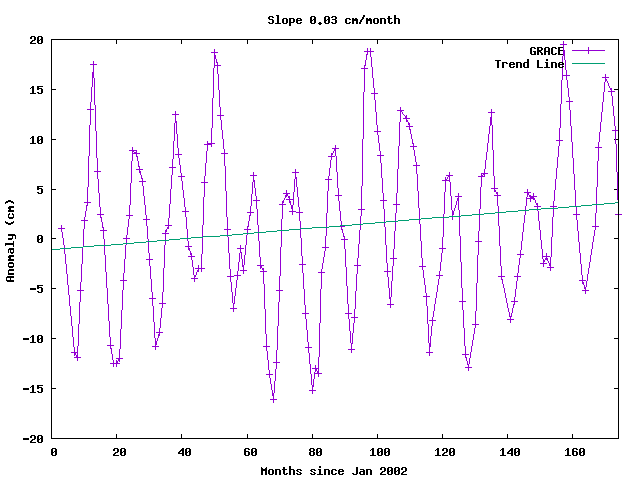 Slope 0.03 cm/month
20
15
10
5
0
-5
-10
-15
-20
Anomaly (cm)
GRACE
Trend Line
0 20 40 60 80 100 120 140 160
Months since Jan 2002